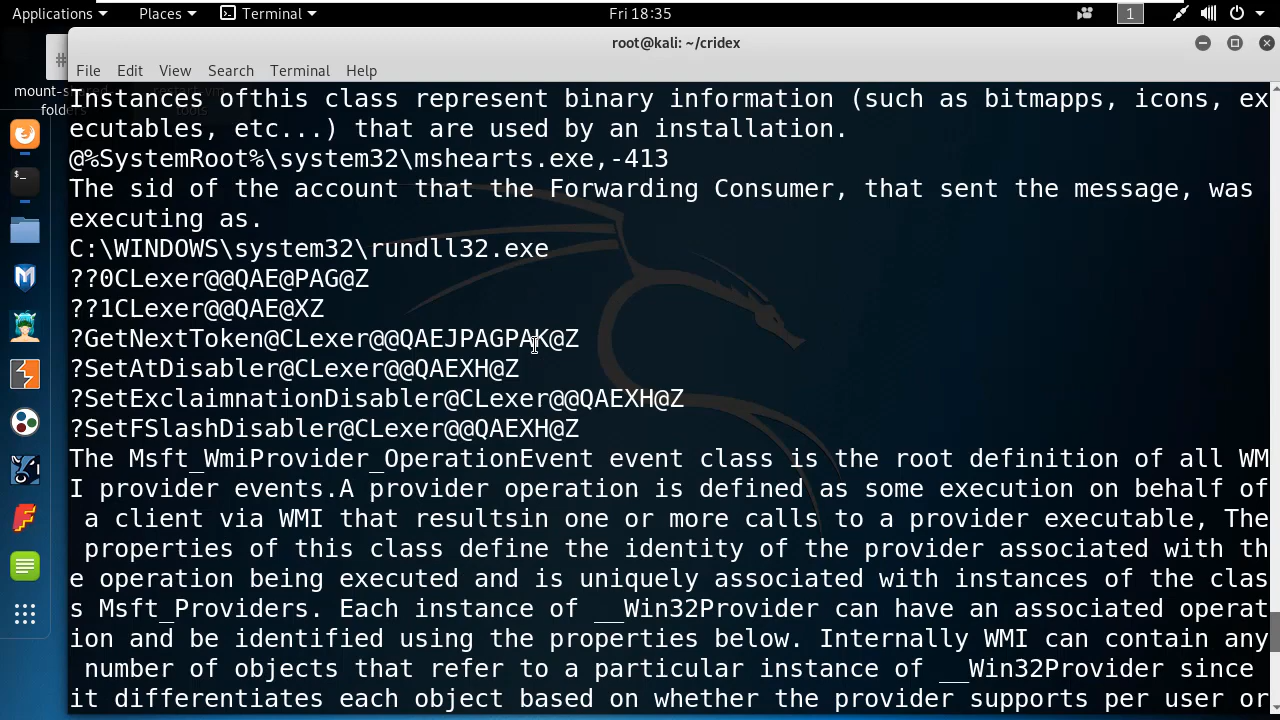 Applications Places Terminal Fri 18:35 1
root@kali: ~/cridex
File Edit View Search Terminal Help
mount-shared
folders
Instances ofthis class represent binary information (such as bitmapps, icons, ex
ecutables, etc...) that are used by an installation.
@%SystemRoot%\system32\mshearts.exe,-413
The sid of the account that the Forwarding Consumer, that sent the message, was
executing as.
C:\WINDOWS\system32\rundll32.exe
??0CLexer@@QAE@PAG@Z
??1CLexer@@QAE@XZ
?GetNextToken@CLexer@@QAEJPAGPAK@Z
?SetAtDisabler@CLexer@@QAEXH@Z
?SetExclaimnationDisabler@CLexer@@QAEXH@Z
?SetFSlashDisabler@CLexer@@QAEXH@Z
The Msft_WmiProvider_OperationEvent event class is the root definition of all WM
I provider events.A provider operation is defined as some execution on behalf of
 a client via WMI that resultsin one or more calls to a provider executable, The
 properties of this class define the identity of the provider associated with th
e operation being executed and is uniquely associated with instances of the clas
s Msft_Providers. Each instance of __Win32Provider can have an associated operat
ion and be identified using the properties below. Internally WMI can contain any
 number of objects that refer to a particular instance of __Win32Provider since
it differentiates each object based on whether the provider supports per user or